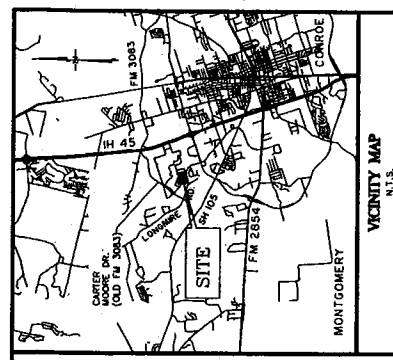 FM 3083
CONROE
IH 45
LONGMIRE
RD.
SH 105
CARTER
MOORE DR.
(OLD FM 3083)
SITE
FM 2854
MONTGOMERY
VICINITY MAP
N.T.S.